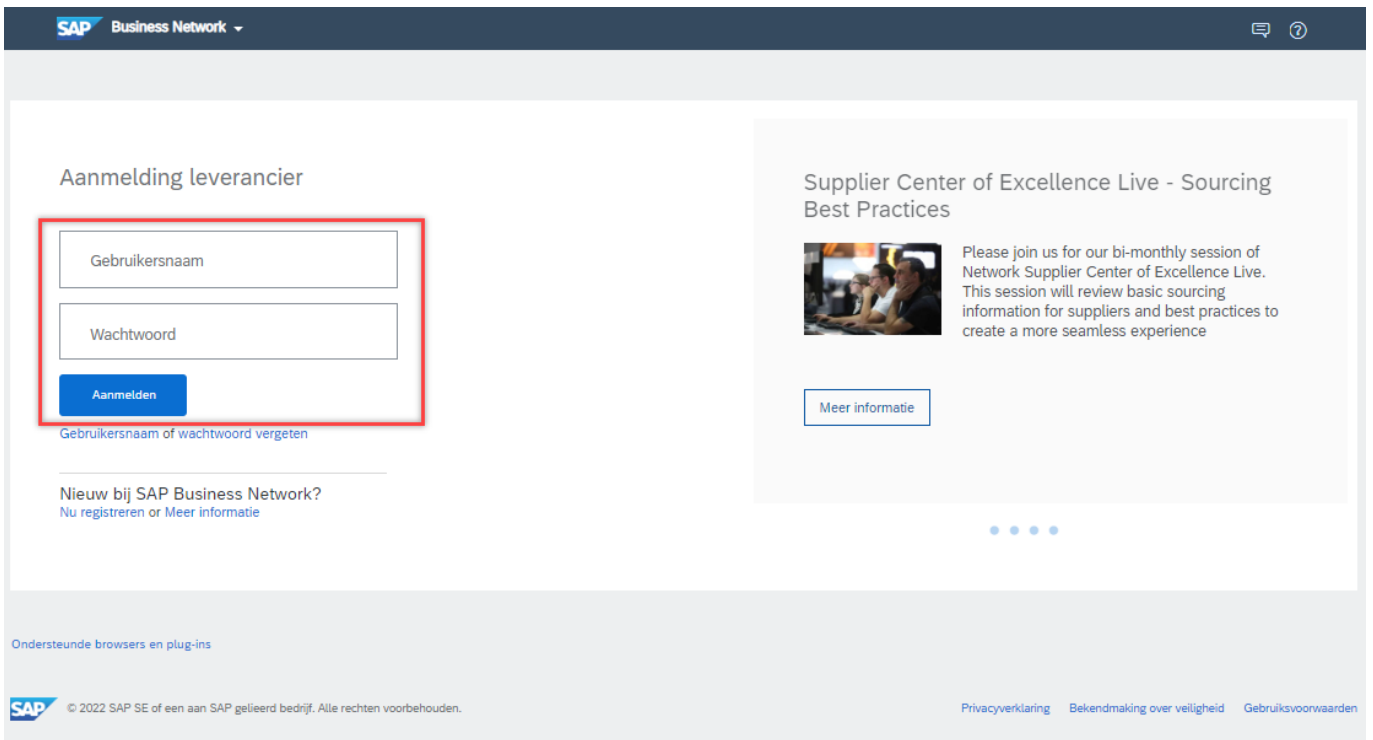 SAP Business Network
Aanmelding leverancier
Gebruikersnaam
Wachtwoord
Aanmelden
Gebruikersnaam of wachtwoord vergeten
Nieuw bij SAP Business Network?
Nu registreren or Meer informatie
Supplier Center of Excellence Live - Sourcing
Best Practices
Please join us for our bi-monthly session of
Network Supplier Center of Excellence Live.
This session will review basic sourcing
information for suppliers and best practices to
create a more seamless experience
Meer informatie
Ondersteunde browsers en plug-ins
SAP © 2022 SAP SE of een aan SAP gelieerd bedrijf. Alle rechten voorbehouden.
Privacyverklaring Bekendmaking over veiligheid Gebruiksvoorwaarden